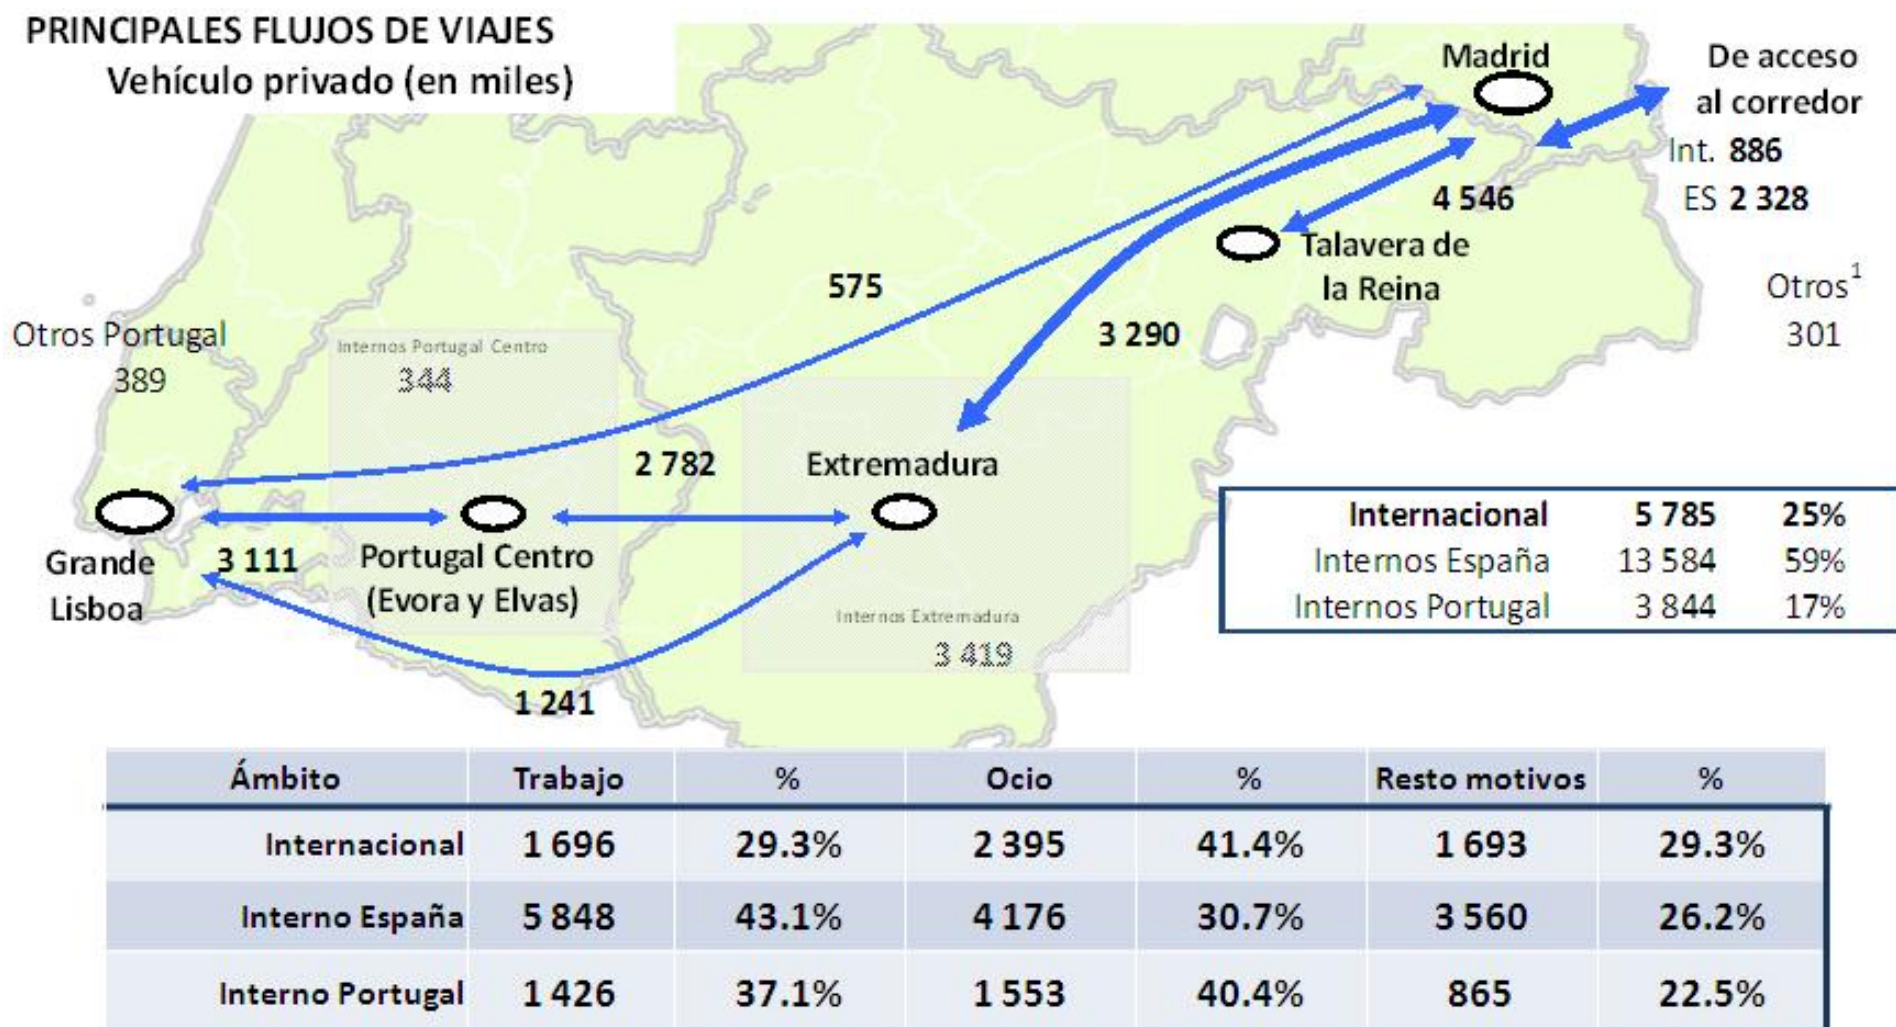 PRINCIPALES FLUJOS DE VIAJES
Vehículo privado (en miles)
Madrid
De acceso
al corredor
Int. 886
ES 2 328
4 546
Talavera de
la Reina
Otros¹
301
575
3 290
Otros Portugal
389
Internos Portugal Centro
344
2 782
Extremadura
Grande
Lisboa
3 111
Portugal Centro
(Evora y Elvas)
Internos Extremadura
3 419
1 241
Internacional 5 785 25%
Internos España 13 584 59%
Internos Portugal 3 844 17%
Ámbito Trabajo % Ocio % Resto motivos %
Internacional 1 696 29.3% 2 395 41.4% 1 693 29.3%
Interno España 5 848 43.1% 4 176 30.7% 3 560 26.2%
Interno Portugal 1 426 37.1% 1 553 40.4% 865 22.5%